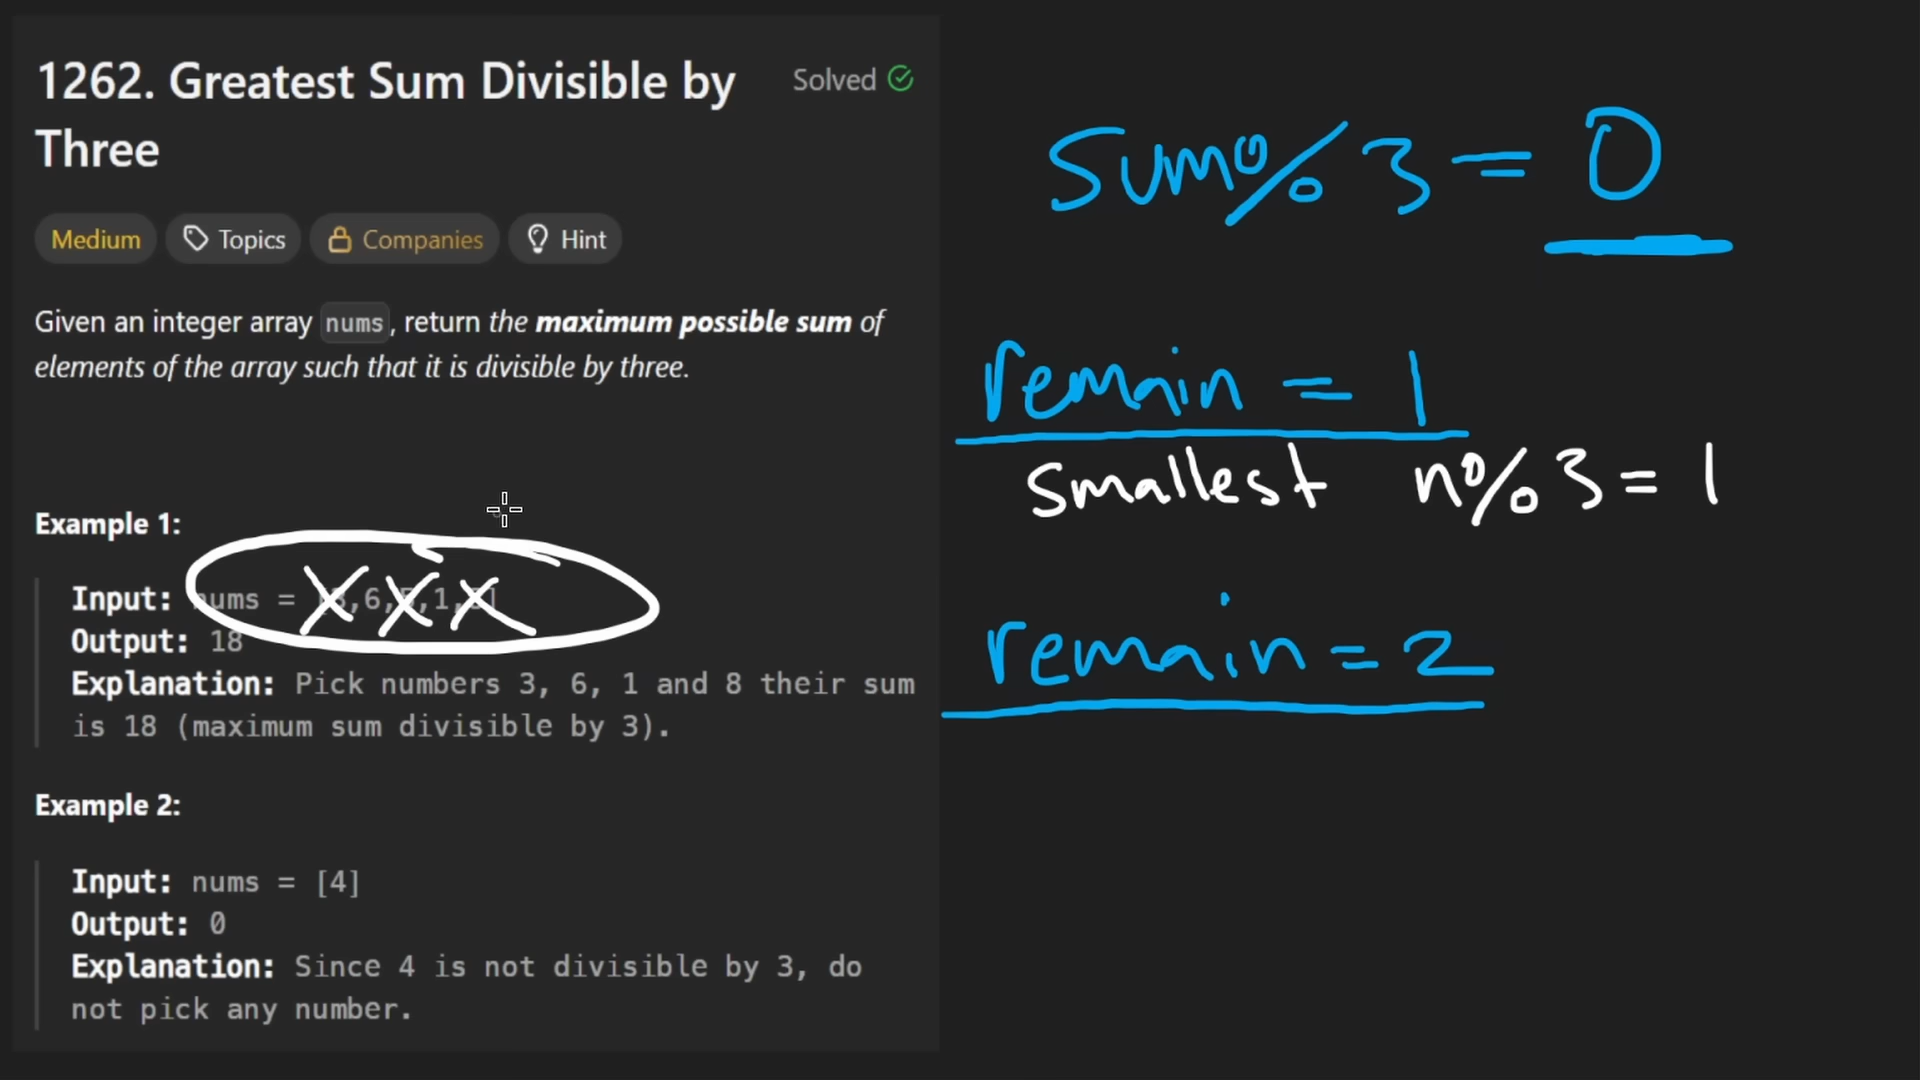 1262. Greatest Sum Divisible by
Three
Solved
Medium Topics Companies Hint
Given an integer array nums, return the maximum possible sum of
elements of the array such that it is divisible by three.
Example 1:
Input: nums = ,6, ,1,
Output: 18
Explanation: Pick numbers 3, 6, 1 and 8 their sum
is 18 (maximum sum divisible by 3).
Example 2:
Input: nums = [4]
Output: 0
Explanation: Since 4 is not divisible by 3, do
not pick any number.
Sum % 3 = 0
remain = 1
smallest n % 3 = 1
remain = 2